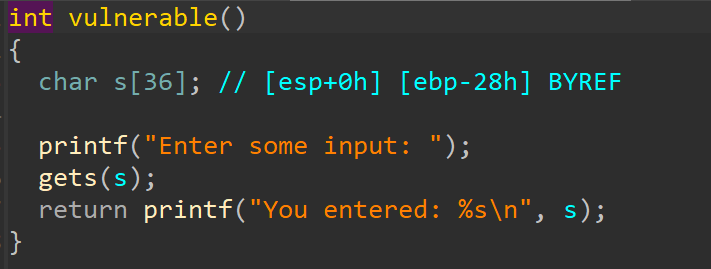 int vulnerable()
{
char s[36]; // [esp+0h] [ebp-28h] BYREF
printf("Enter some input: ");
gets(s);
return printf("You entered: %s\n", s);
}